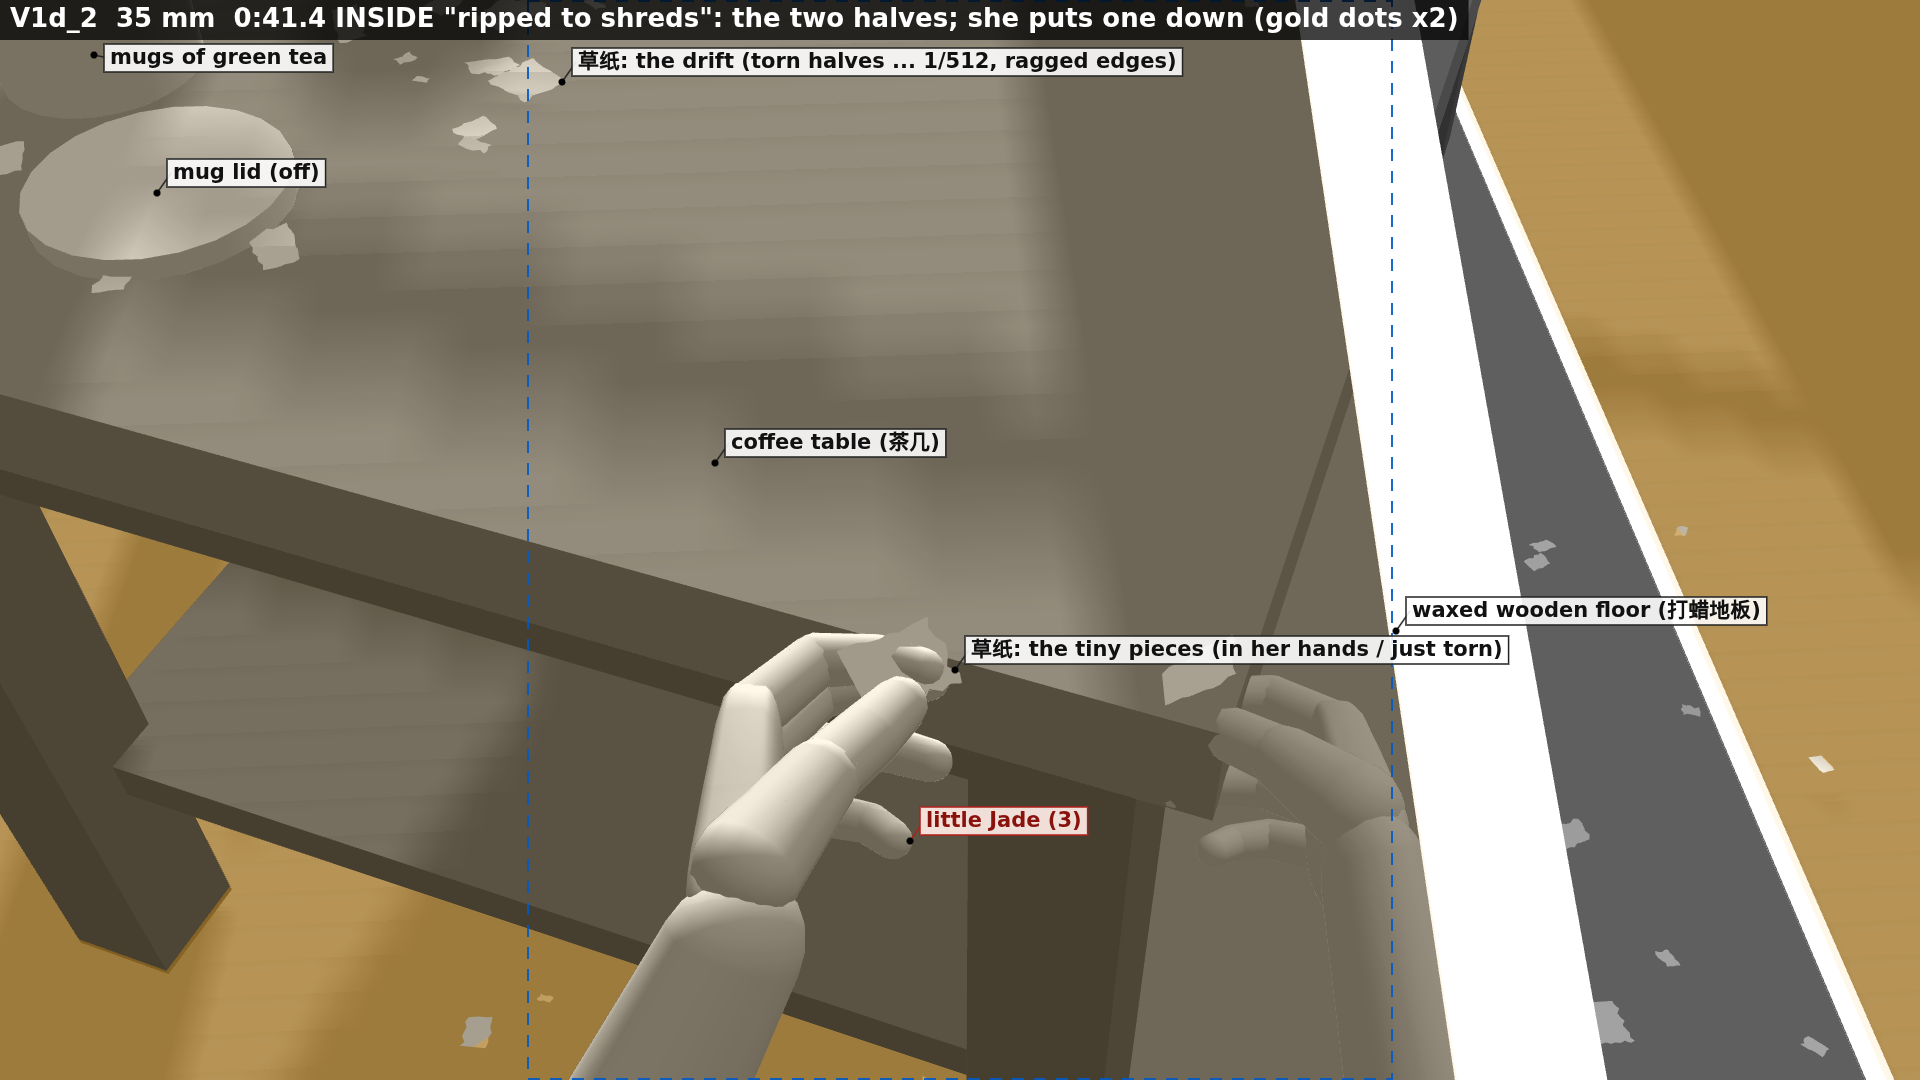 V1d_2  35 mm  0:41.4 INSIDE "ripped to shreds": the two halves; she puts one down (gold dots x2)
mugs of green tea
草纸: the drift (torn halves ... 1/512, ragged edges)
mug lid (off)
coffee table (茶几)
waxed wooden floor (打蜡地板)
草纸: the tiny pieces (in her hands / just torn)
little Jade (3)